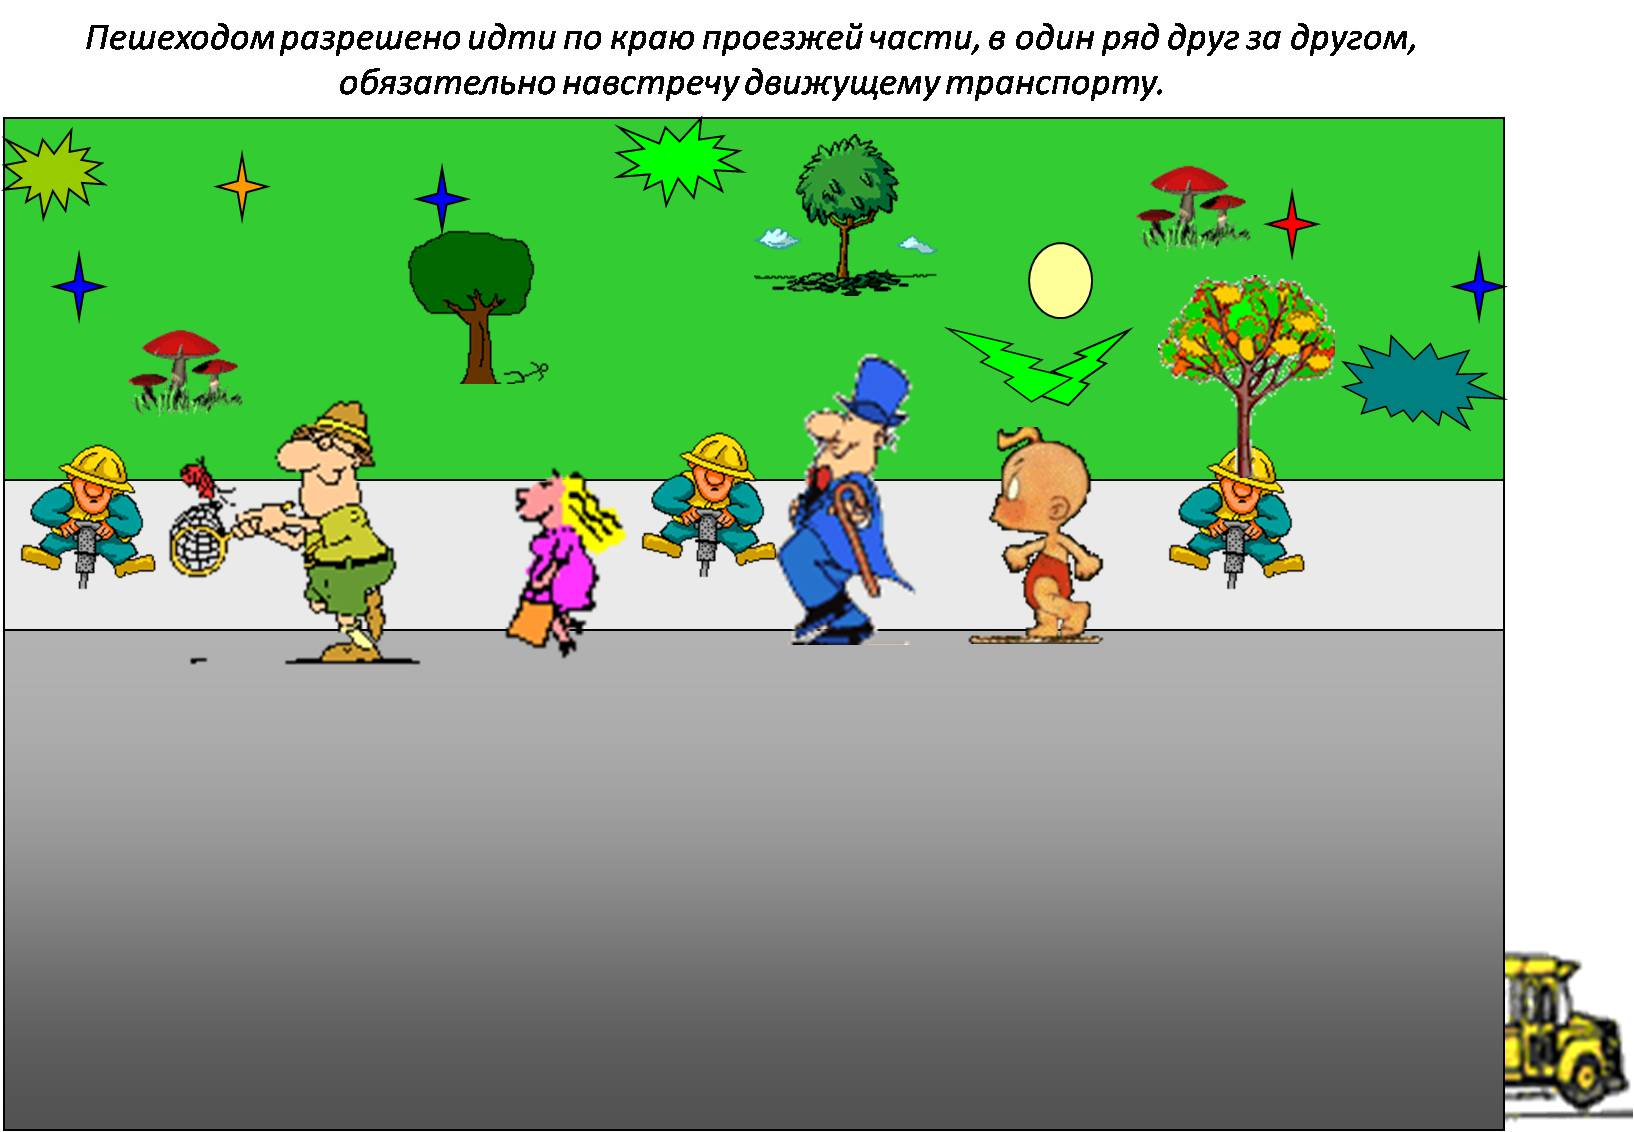 Пешеходом разрешено идти по краю проезжей части, в один ряд друг за другом,
обязательно навстречу движущему транспорту.